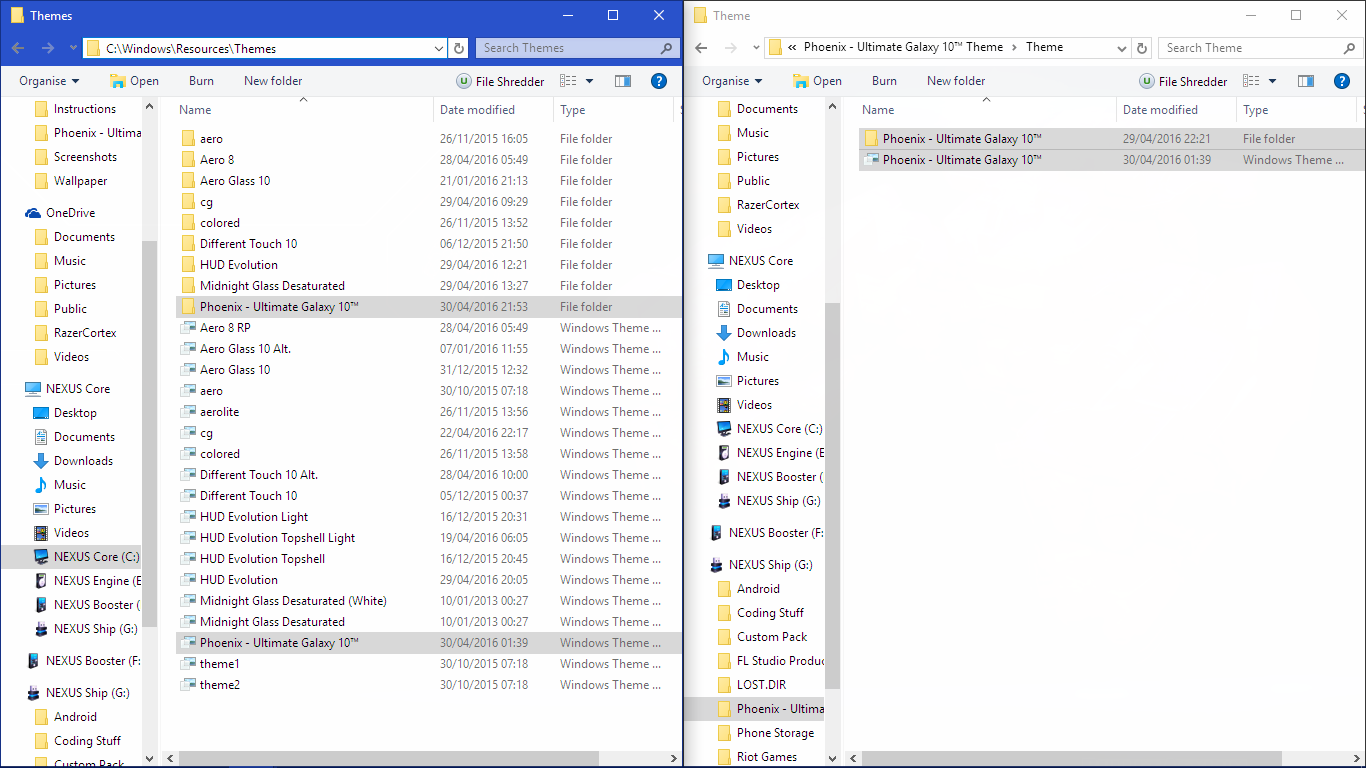 Themes
C:\Windows\Resources\Themes
Search Themes
Organise
Open
Burn
New folder
File Shredder
Instructions
Phoenix - Ultima
Screenshots
Wallpaper
OneDrive
Documents
Music
Pictures
Public
RazerCortex
Videos
NEXUS Core
Desktop
Documents
Downloads
Music
Pictures
Videos
NEXUS Core (C:)
NEXUS Engine (E
NEXUS Booster (
NEXUS Ship (G:)
NEXUS Booster (F:
NEXUS Ship (G:)
Android
Coding Stuff
Custom Pack
Name Date modified Type
aero 26/11/2015 16:05 File folder
Aero 8 28/04/2016 05:49 File folder
Aero Glass 10 21/01/2016 21:13 File folder
cg 29/04/2016 09:29 File folder
colored 26/11/2015 13:52 File folder
Different Touch 10 06/12/2015 21:50 File folder
HUD Evolution 29/04/2016 12:21 File folder
Midnight Glass Desaturated 29/04/2016 13:27 File folder
Phoenix - Ultimate Galaxy 10™ 30/04/2016 21:53 File folder
Aero 8 RP 28/04/2016 05:49 Windows Theme ...
Aero Glass 10 Alt. 07/01/2016 11:55 Windows Theme ...
Aero Glass 10 31/12/2015 12:32 Windows Theme ...
aero 30/10/2015 07:18 Windows Theme ...
aerolite 26/11/2015 13:56 Windows Theme ...
cg 22/04/2016 22:17 Windows Theme ...
colored 26/11/2015 13:58 Windows Theme ...
Different Touch 10 Alt. 28/04/2016 10:00 Windows Theme ...
Different Touch 10 05/12/2015 00:37 Windows Theme ...
HUD Evolution Light 16/12/2015 20:31 Windows Theme ...
HUD Evolution Topshell Light 19/04/2016 06:05 Windows Theme ...
HUD Evolution Topshell 16/12/2015 20:45 Windows Theme ...
HUD Evolution 29/04/2016 20:05 Windows Theme ...
Midnight Glass Desaturated (White) 10/01/2013 00:27 Windows Theme ...
Midnight Glass Desaturated 10/01/2013 00:27 Windows Theme ...
Phoenix - Ultimate Galaxy 10™ 30/04/2016 01:39 Windows Theme ...
theme1 30/10/2015 07:18 Windows Theme ...
theme2 30/10/2015 07:18 Windows Theme ...
Theme
« Phoenix - Ultimate Galaxy 10™ Theme > Theme
Search Theme
Organise
Open
Burn
New folder
File Shredder
Documents
Music
Pictures
Public
RazerCortex
Videos
NEXUS Core
Desktop
Documents
Downloads
Music
Pictures
Videos
NEXUS Core (C:)
NEXUS Engine (E
NEXUS Booster (
NEXUS Ship (G:)
NEXUS Booster (F:
NEXUS Ship (G:)
Android
Coding Stuff
Custom Pack
FL Studio Produc
LOST.DIR
Phoenix - Ultima
Phone Storage
Riot Games
Name Date modified Type
Phoenix - Ultimate Galaxy 10™ 29/04/2016 22:21 File folder
Phoenix - Ultimate Galaxy 10™ 30/04/2016 01:39 Windows Theme ...